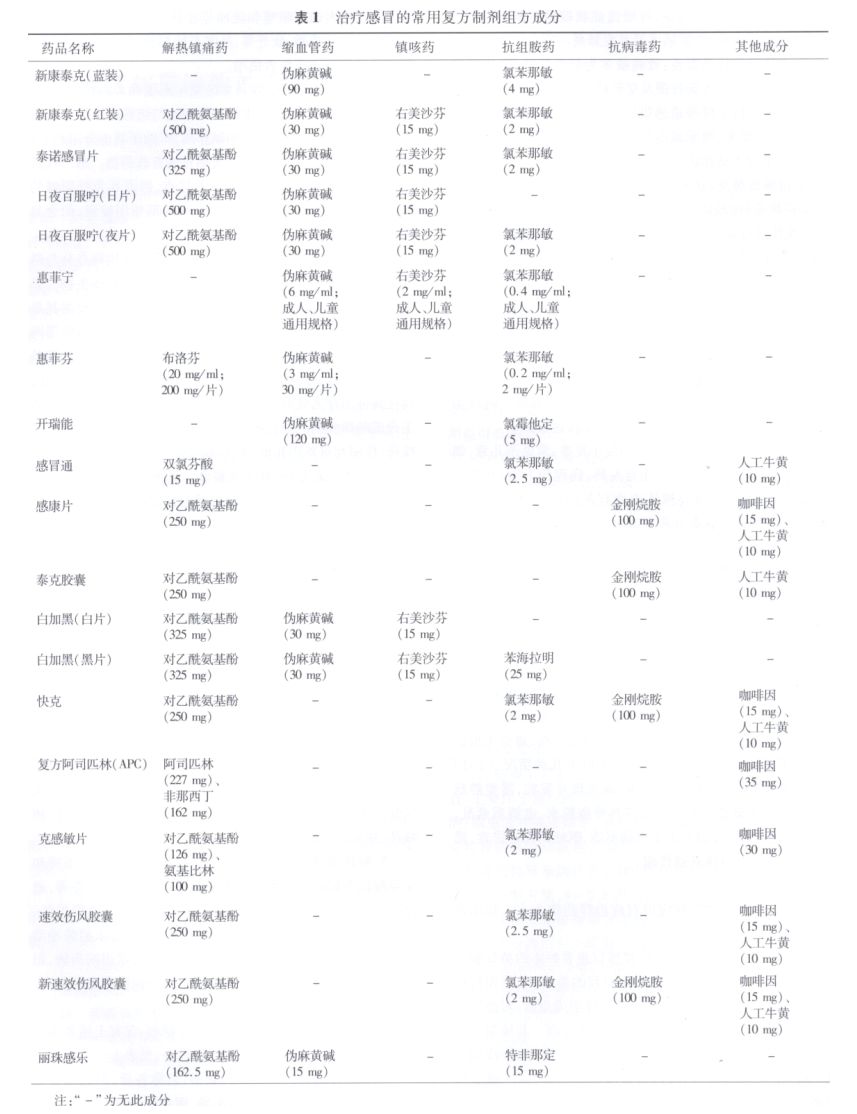 表 1 治疗感冒的常用复方制剂组方成分
药品名称 解热镇痛药 缩血管药 镇咳药 抗组胺药 抗病毒药 其他成分
新康泰克(蓝装) – 伪麻黄碱 – 氯苯那敏 – –
(90 mg) (4 mg)
新康泰克(红装) 对乙酰氨基酚 伪麻黄碱 右美沙芬 氯苯那敏 – –
(500 mg) (30 mg) (15 mg) (2 mg)
泰诺感冒片 对乙酰氨基酚 伪麻黄碱 右美沙芬 氯苯那敏 – –
(325 mg) (30 mg) (15 mg) (2 mg)
日夜百服咛(日片) 对乙酰氨基酚 伪麻黄碱 右美沙芬 – – –
(500 mg) (30 mg) (15 mg)
日夜百服咛(夜片) 对乙酰氨基酚 伪麻黄碱 右美沙芬 氯苯那敏 – –
(500 mg) (30 mg) (15 mg) (2 mg)
惠菲宁 – 伪麻黄碱 右美沙芬 氯苯那敏 – –
(6 mg/ml; (2 mg/ml; (0.4 mg/ml;
成人、儿童 成人、儿童 成人、儿童
通用规格) 通用规格) 通用规格)
惠菲芬 布洛芬 伪麻黄碱 – 氯苯那敏 – –
(20 mg/ml; (3 mg/ml; (0.2 mg/ml;
200 mg/片) 30 mg/片) 2 mg/片)
开瑞能 – 伪麻黄碱 – 氯霉他定 – –
(120 mg) (5 mg)
感冒通 双氯芬酸 – – 氯苯那敏 – 人工牛黄
(15 mg) (2.5 mg) (10 mg)
感康片 对乙酰氨基酚 – – – 金刚烷胺 咖啡因
(250 mg) (100 mg) (15 mg)、
人工牛黄
(10 mg)
泰克胶囊 对乙酰氨基酚 – – – 金刚烷胺 人工牛黄
(250 mg) (100 mg) (10 mg)
白加黑(白片) 对乙酰氨基酚 伪麻黄碱 右美沙芬 – – –
(325 mg) (30 mg) (15 mg)
白加黑(黑片) 对乙酰氨基酚 伪麻黄碱 右美沙芬 苯海拉明 – –
(325 mg) (30 mg) (15 mg) (25 mg)
快克 对乙酰氨基酚 – – 氯苯那敏 金刚烷胺 咖啡因
(250 mg) (2 mg) (100 mg) (15 mg)、
人工牛黄
(10 mg)
复方阿司匹林(APC) 阿司匹林 – – – – 咖啡因
(227 mg)、 (35 mg)
非那西丁
(162 mg)
克感敏片 对乙酰氨基酚 – – 氯苯那敏 – 咖啡因
(126 mg)、 (2 mg) (30 mg)
氨基比林
(100 mg)
速效伤风胶囊 对乙酰氨基酚 – – 氯苯那敏 – 咖啡因
(250 mg) (2.5 mg) (15 mg)、
人工牛黄
(10 mg)
新速效伤风胶囊 对乙酰氨基酚 – – 氯苯那敏 金刚烷胺 咖啡因
(250 mg) (2 mg) (100 mg) (15 mg)、
人工牛黄
(10 mg)
丽珠感乐 对乙酰氨基酚 伪麻黄碱 – 特非那定 – –
(162.5 mg) (15 mg) (15 mg)
注:“–”为无此成分